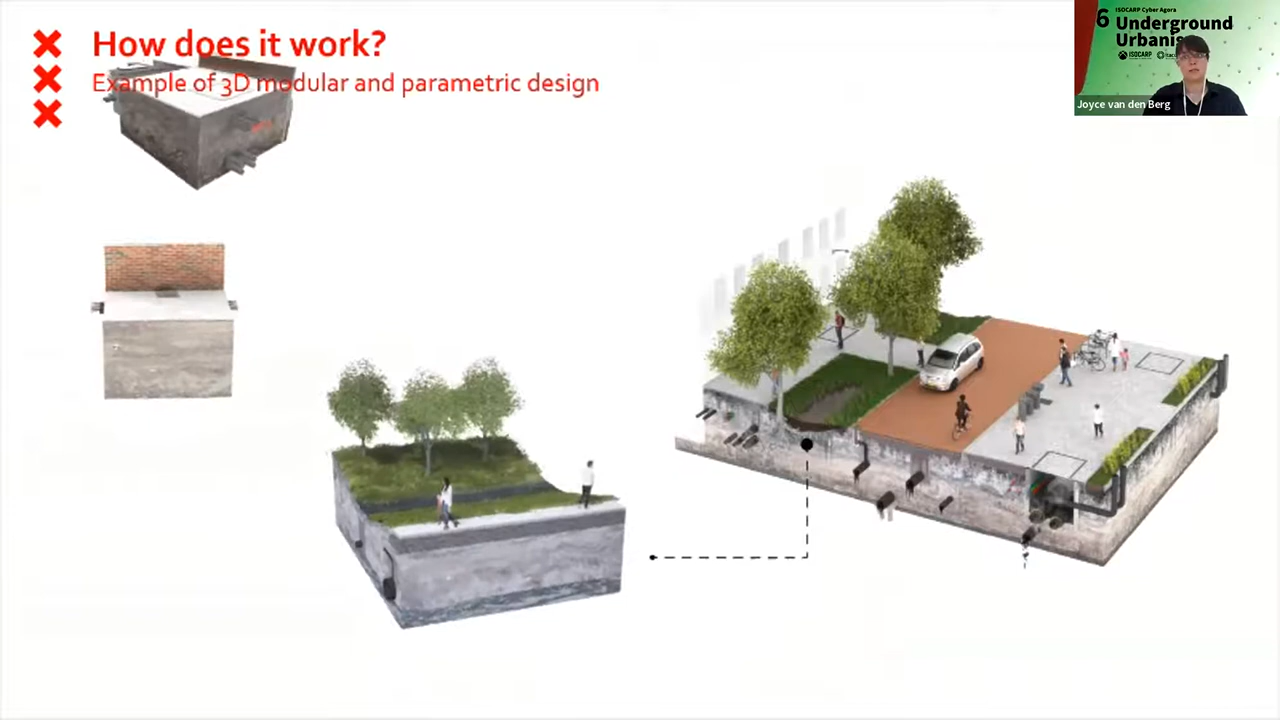 How does it work?
Example of 3D modular and parametric design
6
ISOCARP Cyber Agora
Underground
ISOCARP
Joyce van den Berg